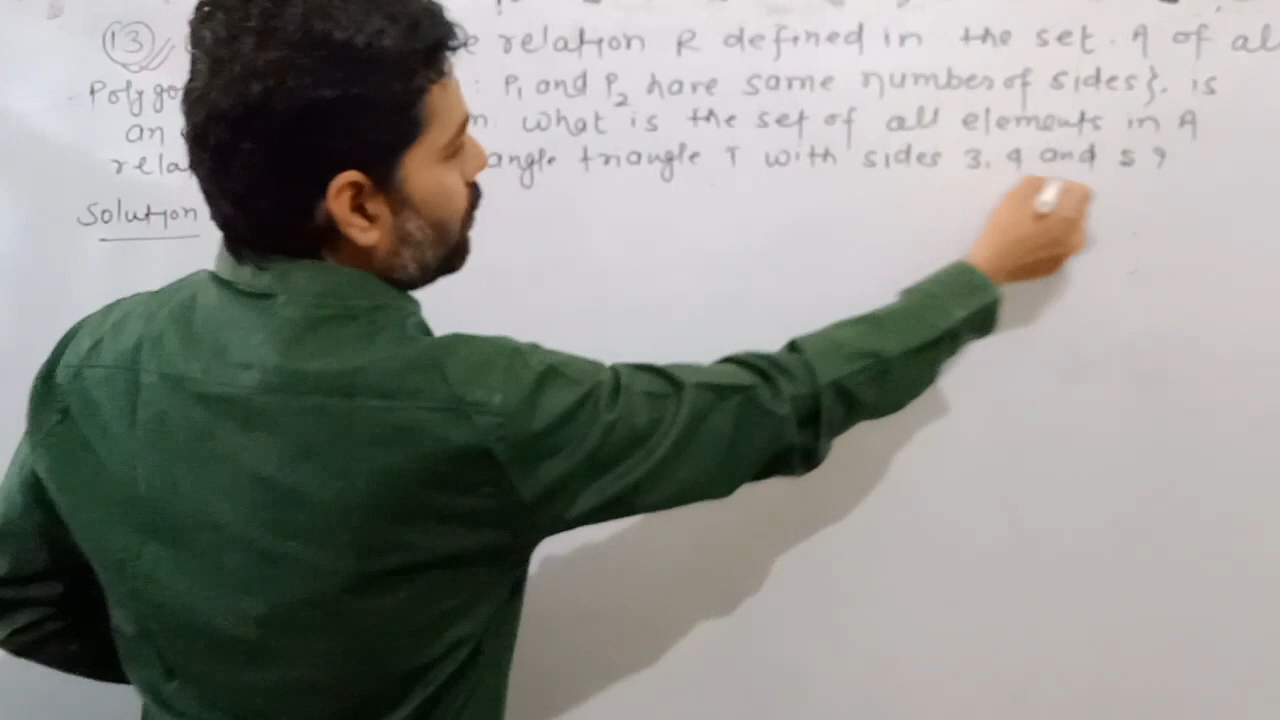 (13) relation R defined in the set. A of al
Polygo : P₁ and P₂ have same number of sides}. is
an n. what is the set of all elements in A
rela angle triangle T with sides 3. 4 and 5?
Solution